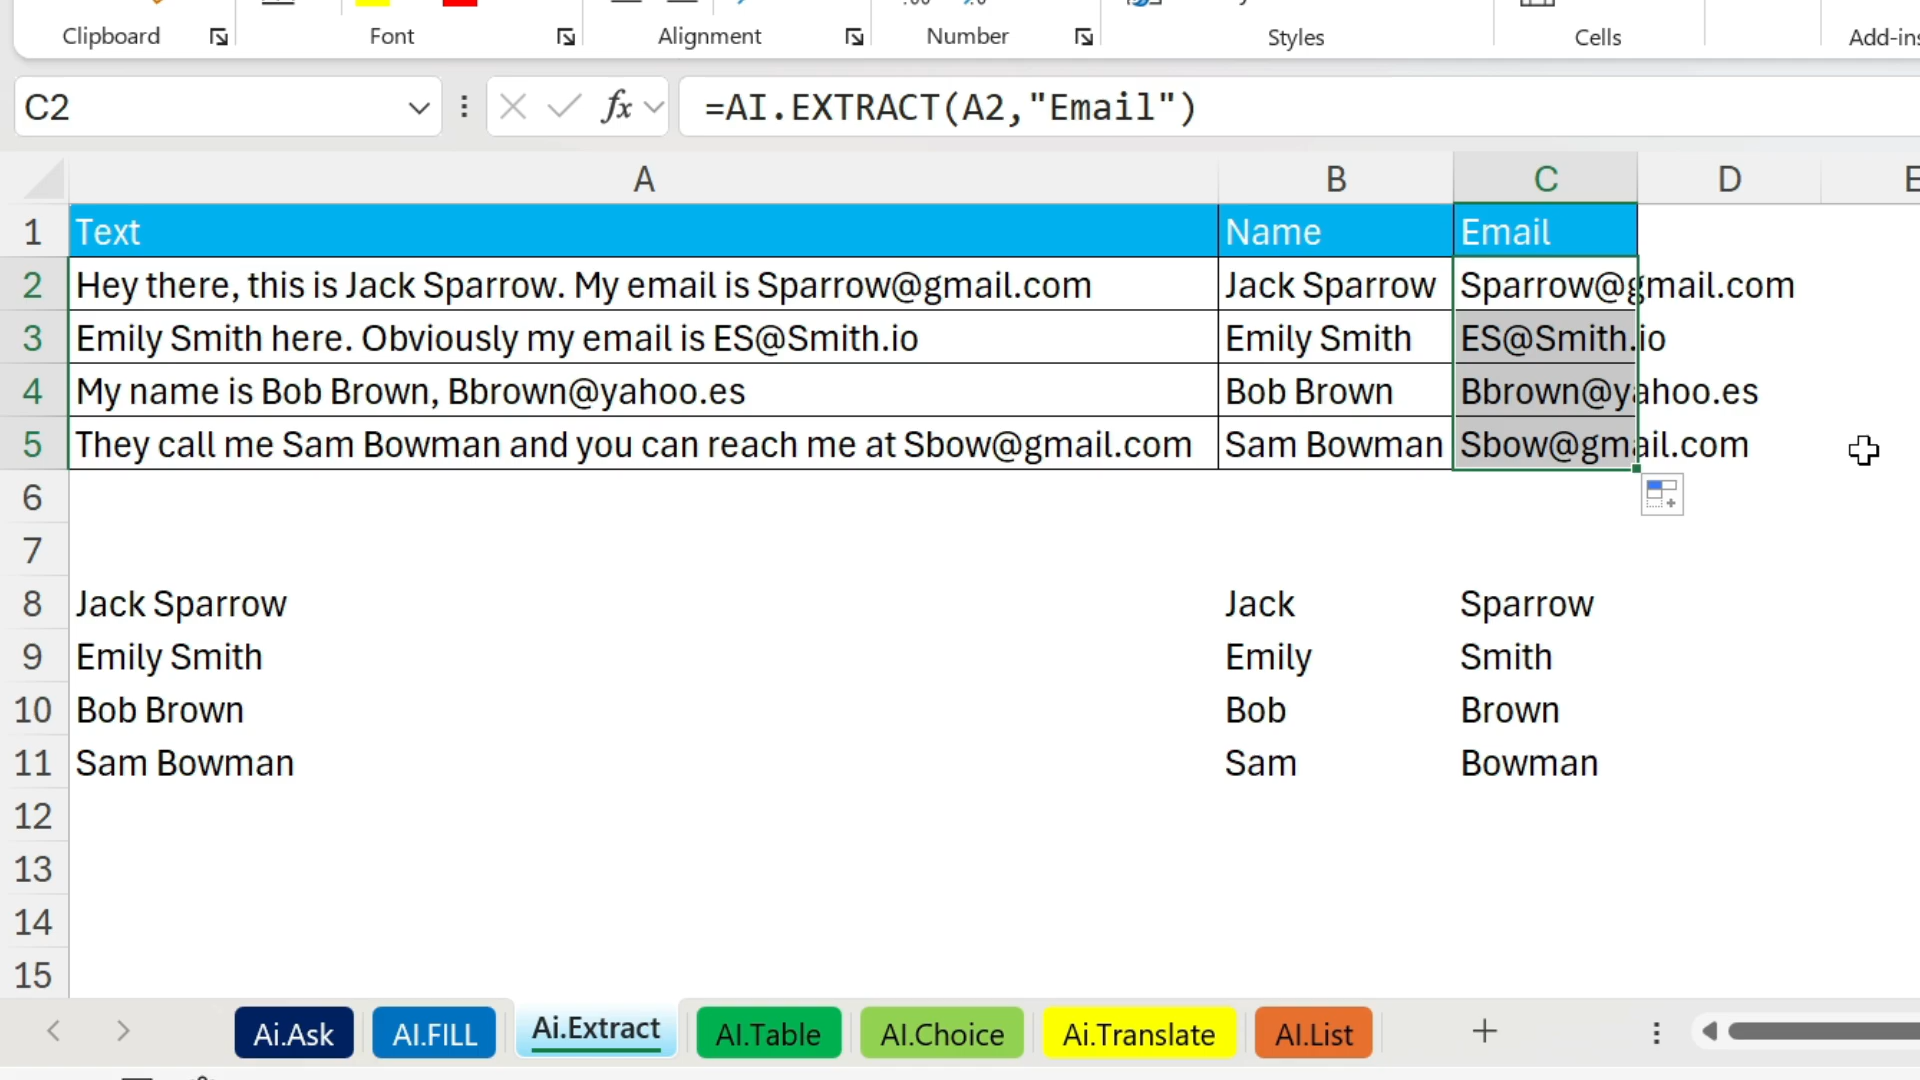 Clipboard Font Alignment Number Styles Cells Add-ins
C2 fx =AI.EXTRACT(A2,"Email")
A B C D E
1 Text Name Email
2 Hey there, this is Jack Sparrow. My email is Sparrow@gmail.com Jack Sparrow Sparrow@gmail.com
3 Emily Smith here. Obviously my email is ES@Smith.io Emily Smith ES@Smith.io
4 My name is Bob Brown, Bbrown@yahoo.es Bob Brown Bbrown@yahoo.es
5 They call me Sam Bowman and you can reach me at Sbow@gmail.com Sam Bowman Sbow@gmail.com
6
7
8 Jack Sparrow Jack Sparrow
9 Emily Smith Emily Smith
10 Bob Brown Bob Brown
11 Sam Bowman Sam Bowman
12
13
14
15
Ai.Ask AI.FILL Ai.Extract AI.Table AI.Choice Ai.Translate AI.List